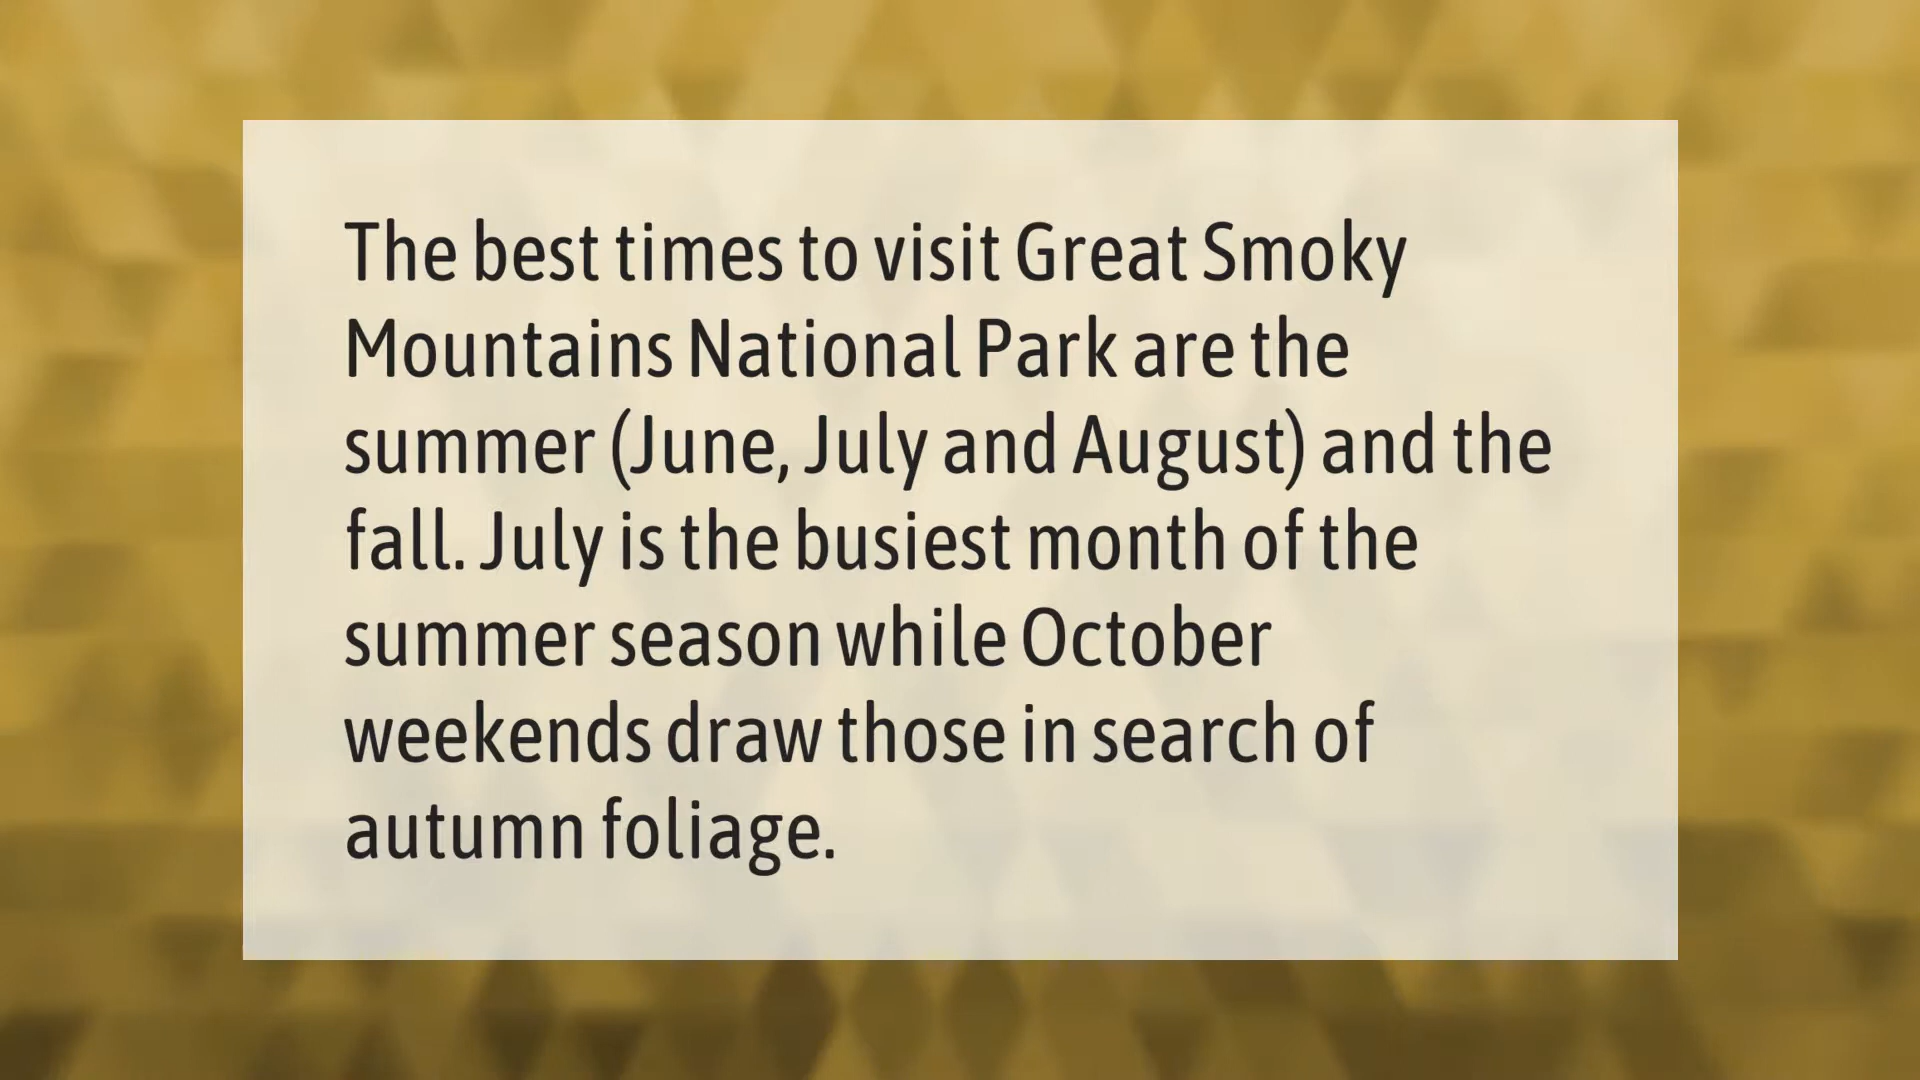 The best times to visit Great Smoky
Mountains National Park are the
summer (June, July and August) and the
fall. July is the busiest month of the
summer season while October
weekends draw those in search of
autumn foliage.